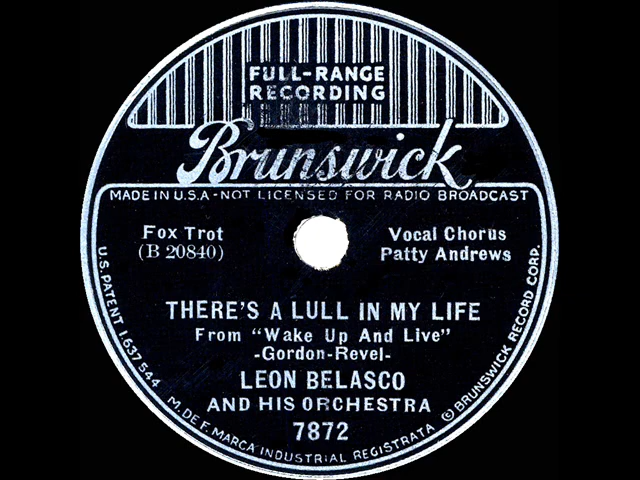 FULL-RANGE
RECORDING
Brunswick
MADE IN U.S.A - NOT LICENSED FOR RADIO BROADCAST
Fox Trot
(B 20840)
Vocal Chorus
Patty Andrews
THERE'S A LULL IN MY LIFE
From "Wake Up And Live"
-Gordon-Revel-
LEON BELASCO
AND HIS ORCHESTRA
7872
U.S. PATENT 1,637,544
M. DE F. MARCA INDUSTRIAL REGISTRATA
© BRUNSWICK RECORD CORP.